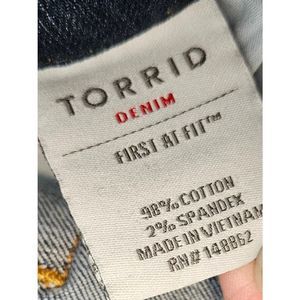 TORRID
DENIM
FIRST AT FIT™
98% COTTON
2% SPANDEX
MADE IN VIETNAM
RN# 148862